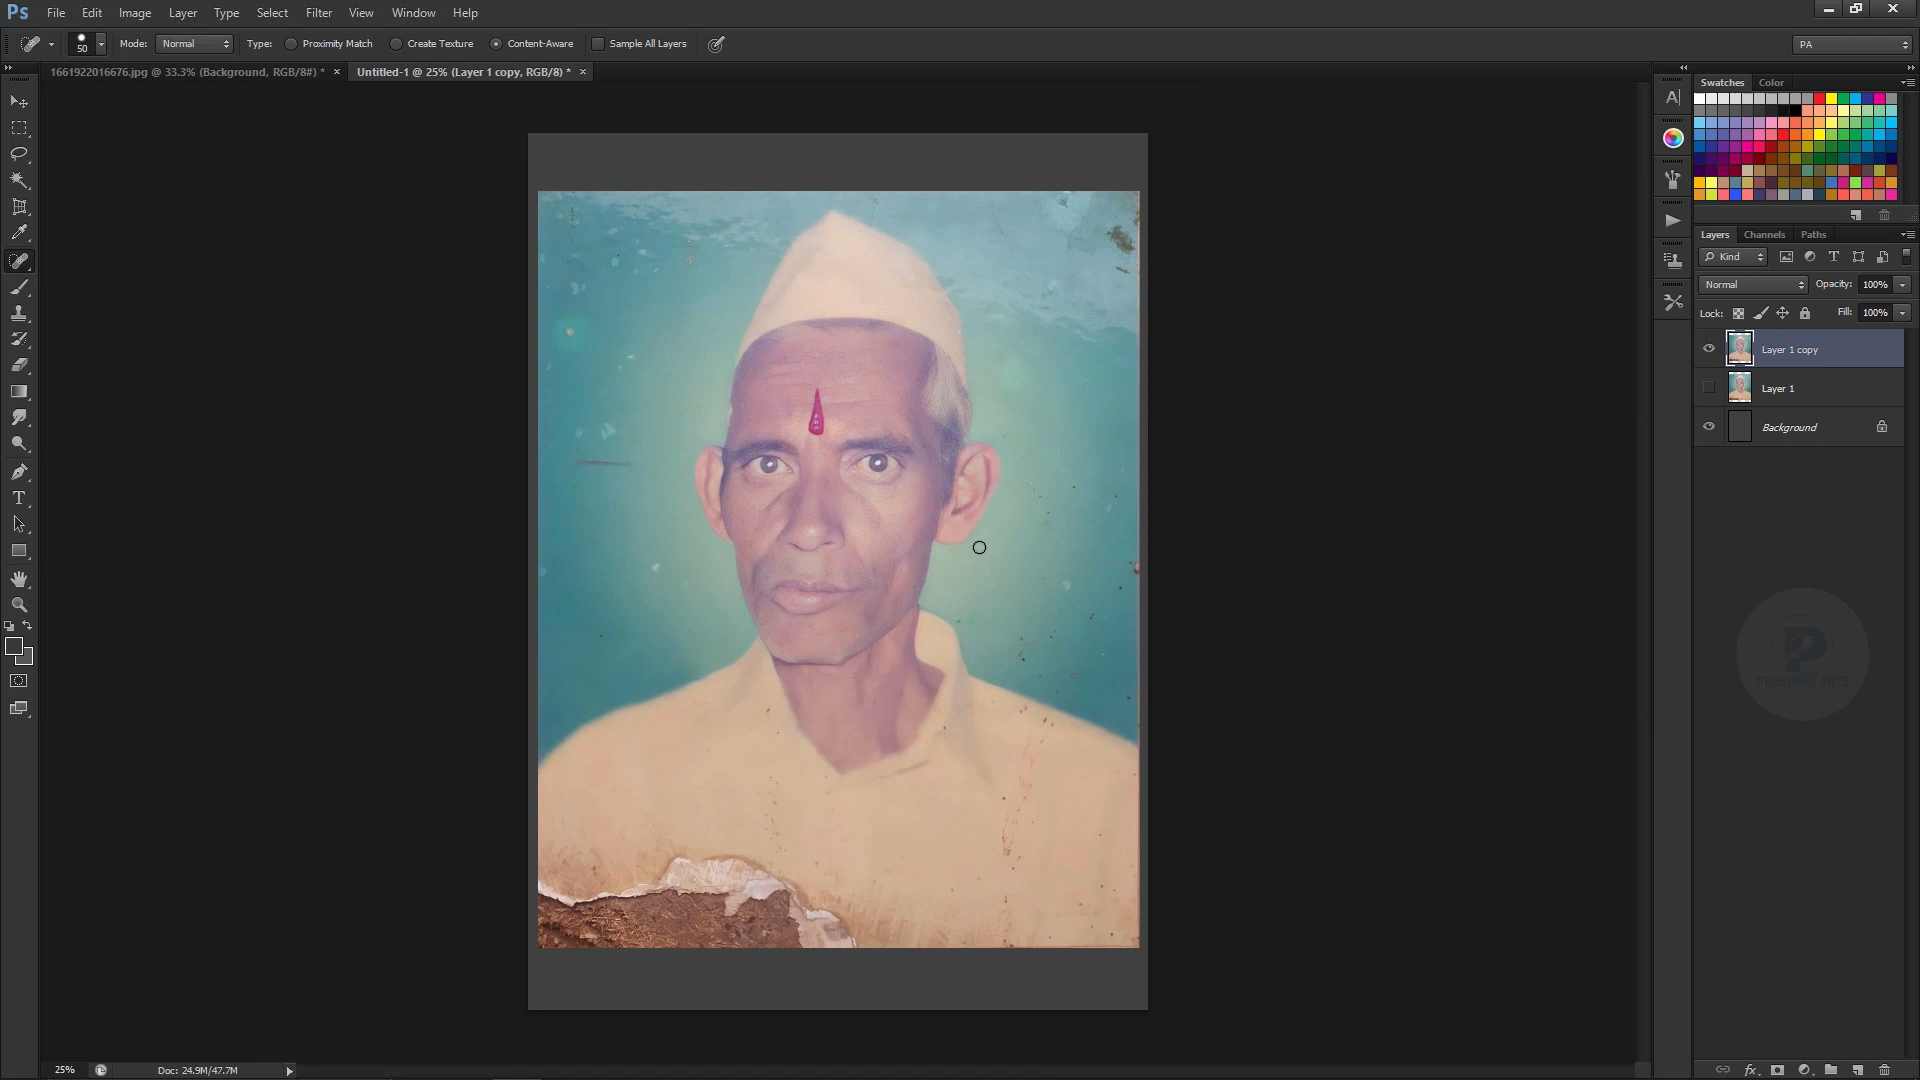 Ps File Edit Image Layer Type Select Filter View Window Help
50 Mode: Normal Type: Proximity Match Create Texture Content-Aware Sample All Layers PA
1661922016676.jpg @ 33.3% (Background, RGB/8#) * × Untitled-1 @ 25% (Layer 1 copy, RGB/8) * ×
Swatches Color
Layers Channels Paths
Kind
Normal Opacity: 100%
Lock: Fill: 100%
Layer 1 copy
Layer 1
Background
PRASHANT ARTS
25% Doc: 24.9M/47.7M